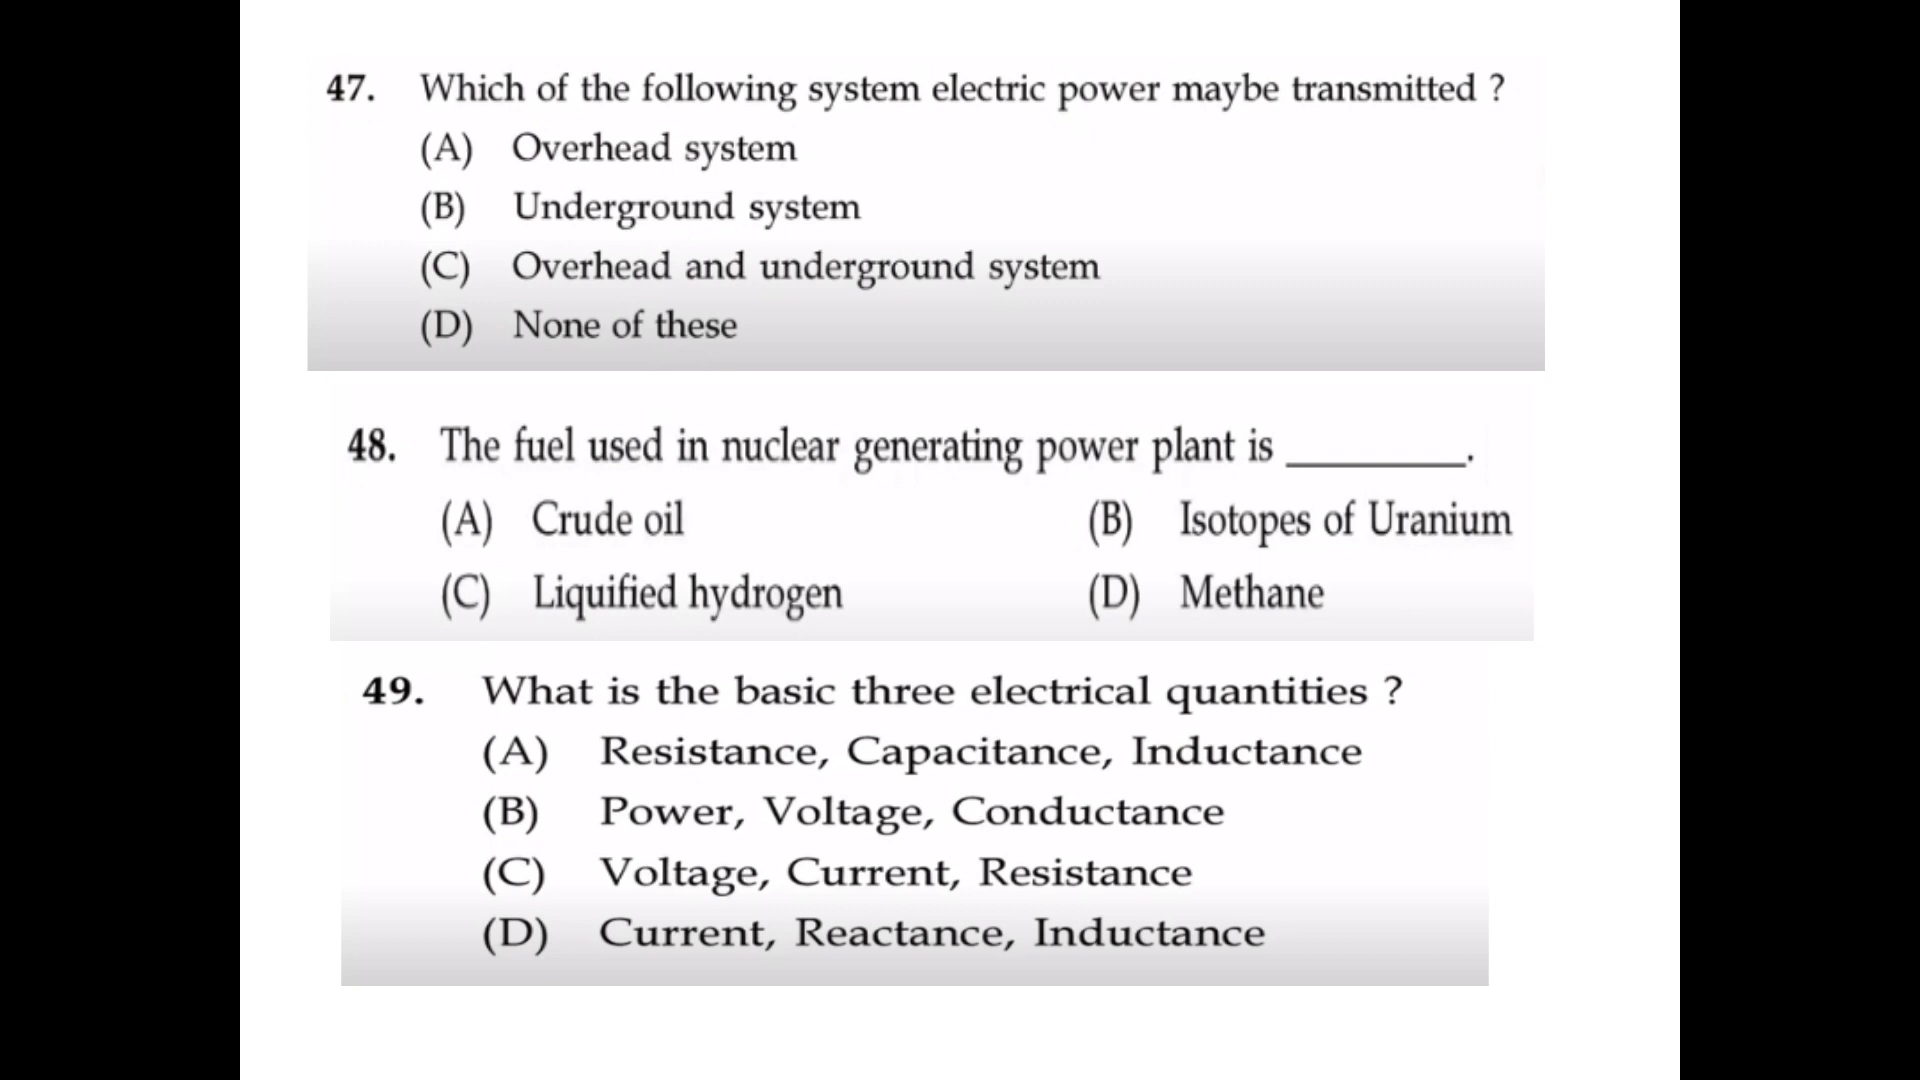 47. Which of the following system electric power maybe transmitted ?
(A) Overhead system
(B) Underground system
(C) Overhead and underground system
(D) None of these
48. The fuel used in nuclear generating power plant is _________.
(A) Crude oil (B) Isotopes of Uranium
(C) Liquified hydrogen (D) Methane
49. What is the basic three electrical quantities ?
(A) Resistance, Capacitance, Inductance
(B) Power, Voltage, Conductance
(C) Voltage, Current, Resistance
(D) Current, Reactance, Inductance